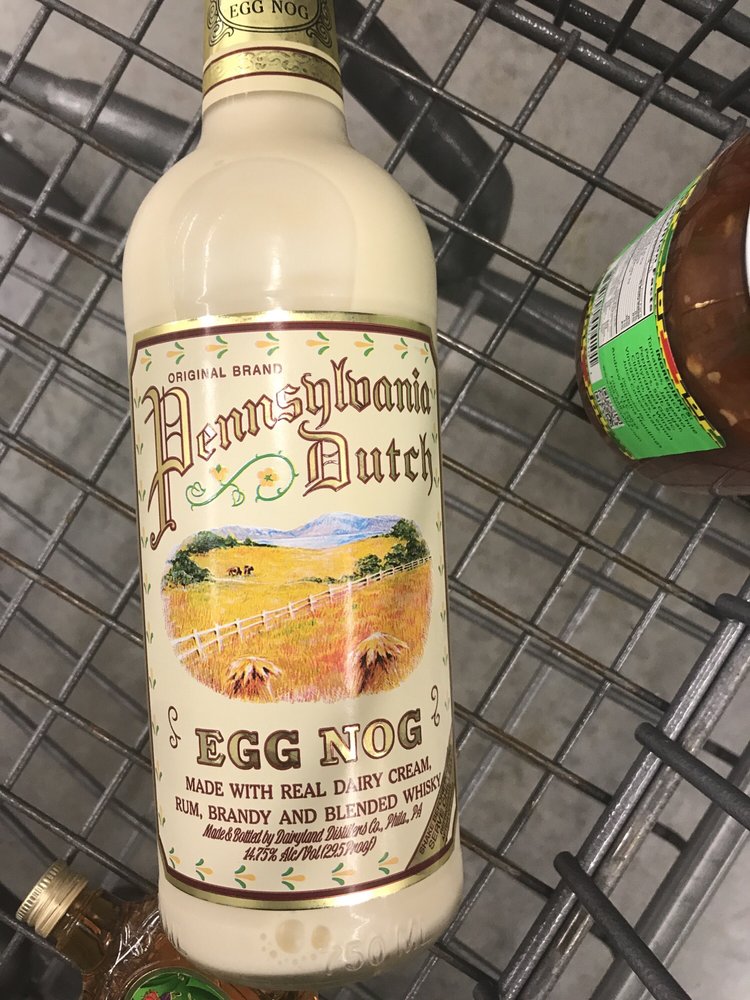 EGG NOG
ORIGINAL BRAND
Pennsylvania
Dutch
EGG NOG
MADE WITH REAL DAIRY CREAM,
RUM, BRANDY AND BLENDED WHISKY
Made & Bottled by Dairyland Distillers Co., Phila., PA
14.75% Alc/Vol (29.5 Proof)
750 ML